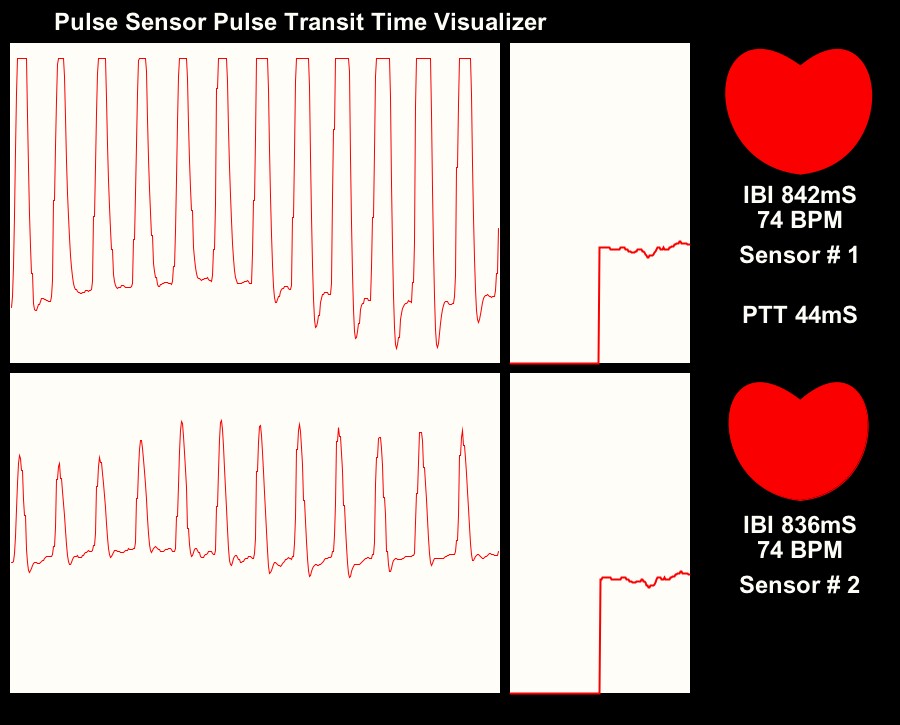 Pulse Sensor Pulse Transit Time Visualizer
IBI 842mS
74 BPM
Sensor # 1
PTT 44mS
IBI 836mS
74 BPM
Sensor # 2